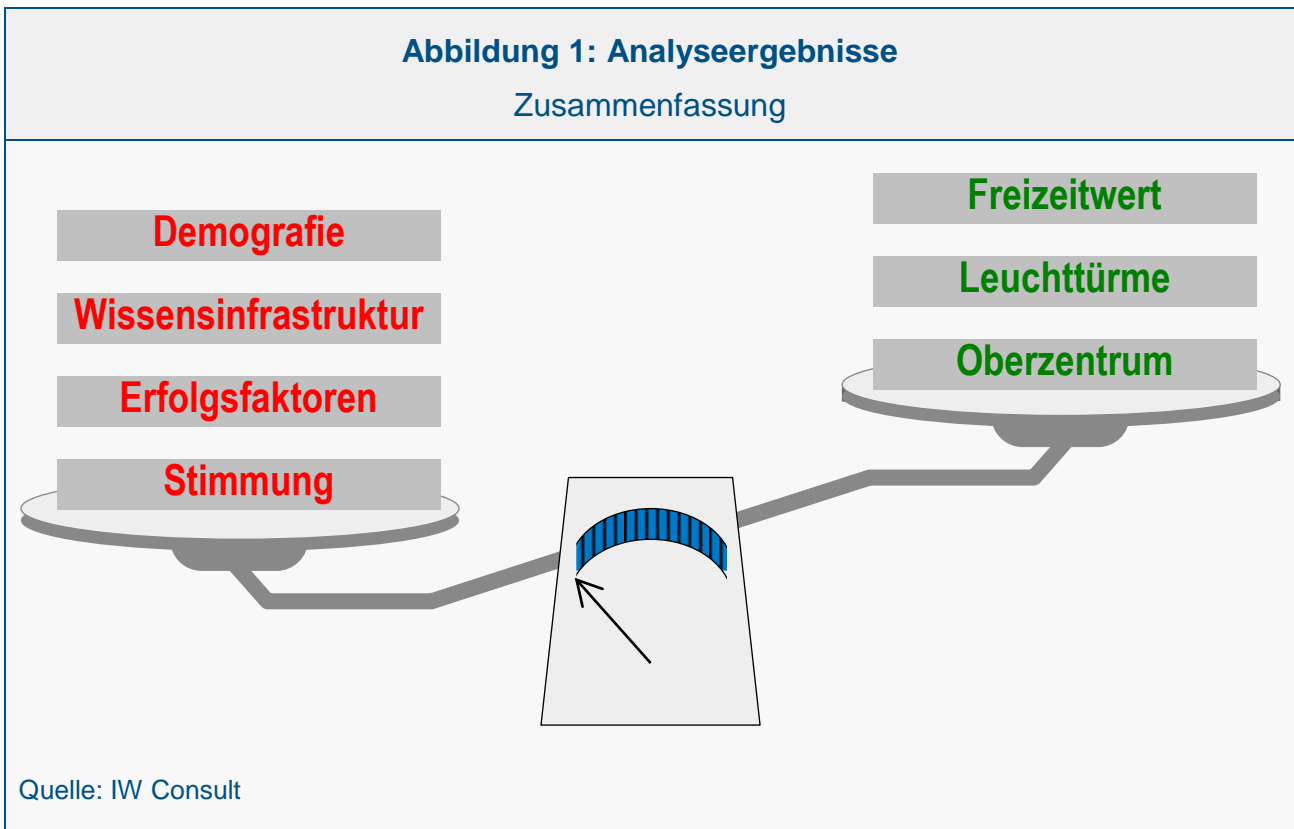 Abbildung 1: Analyseergebnisse
Zusammenfassung
Demografie
Wissensinfrastruktur
Erfolgsfaktoren
Stimmung
Freizeitwert
Leuchttürme
Oberzentrum
Quelle: IW Consult